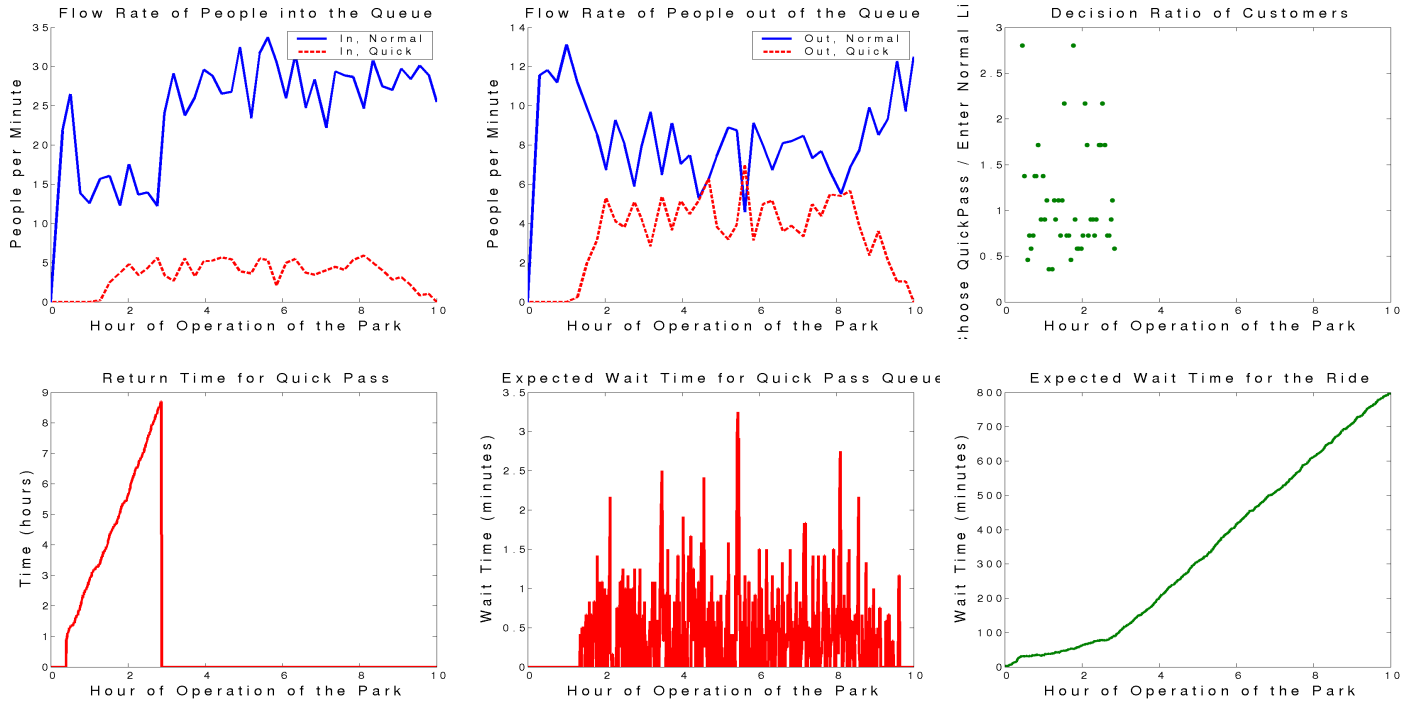 Flow Rate of People into the Queue
In, Normal
In, Quick
People per Minute
35
30
25
20
15
10
5
0
0 2 4 6 8 10
Hour of Operation of the Park
Flow Rate of People out of the Queue
Out, Normal
Out, Quick
People per Minute
14
12
10
8
6
4
2
0
0 2 4 6 8 10
Hour of Operation of the Park
Decision Ratio of Customers
QuickPass / Enter Normal
3
2.5
2
1.5
1
0.5
0
0 2 4 6 8 10
Hour of Operation of the Park
Return Time for Quick Pass
Time (hours)
9
8
7
6
5
4
3
2
1
0
0 2 4 6 8 10
Hour of Operation of the Park
Expected Wait Time for Quick Pass
Wait Time (minutes)
3.5
3
2.5
2
1.5
1
0.5
0
0 2 4 6 8 10
Hour of Operation of the Park
Expected Wait Time for the Ride
Wait Time (minutes)
800
700
600
500
400
300
200
100
0
0 2 4 6 8 10
Hour of Operation of the Park